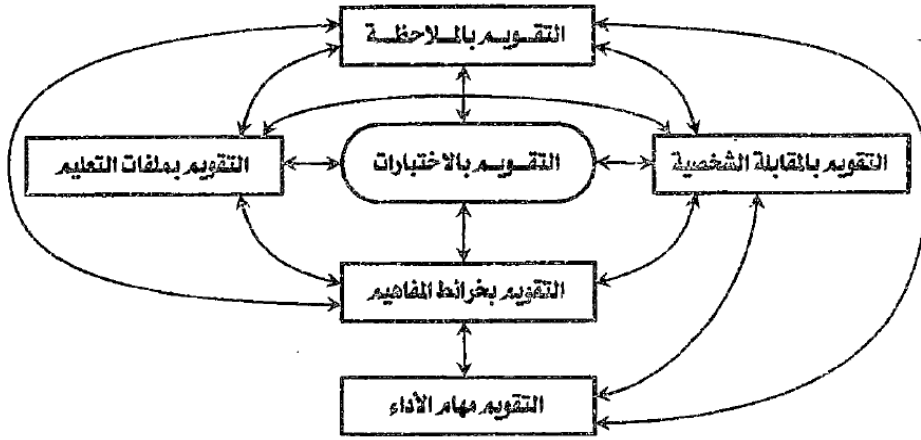 التقويم بالملاحظة
التقويم بالمقابلة الشخصية
التقويم بالاختبارات
التقويم بملفات التعليم
التقويم بخرائط المفاهيم
التقويم مهام الأداء